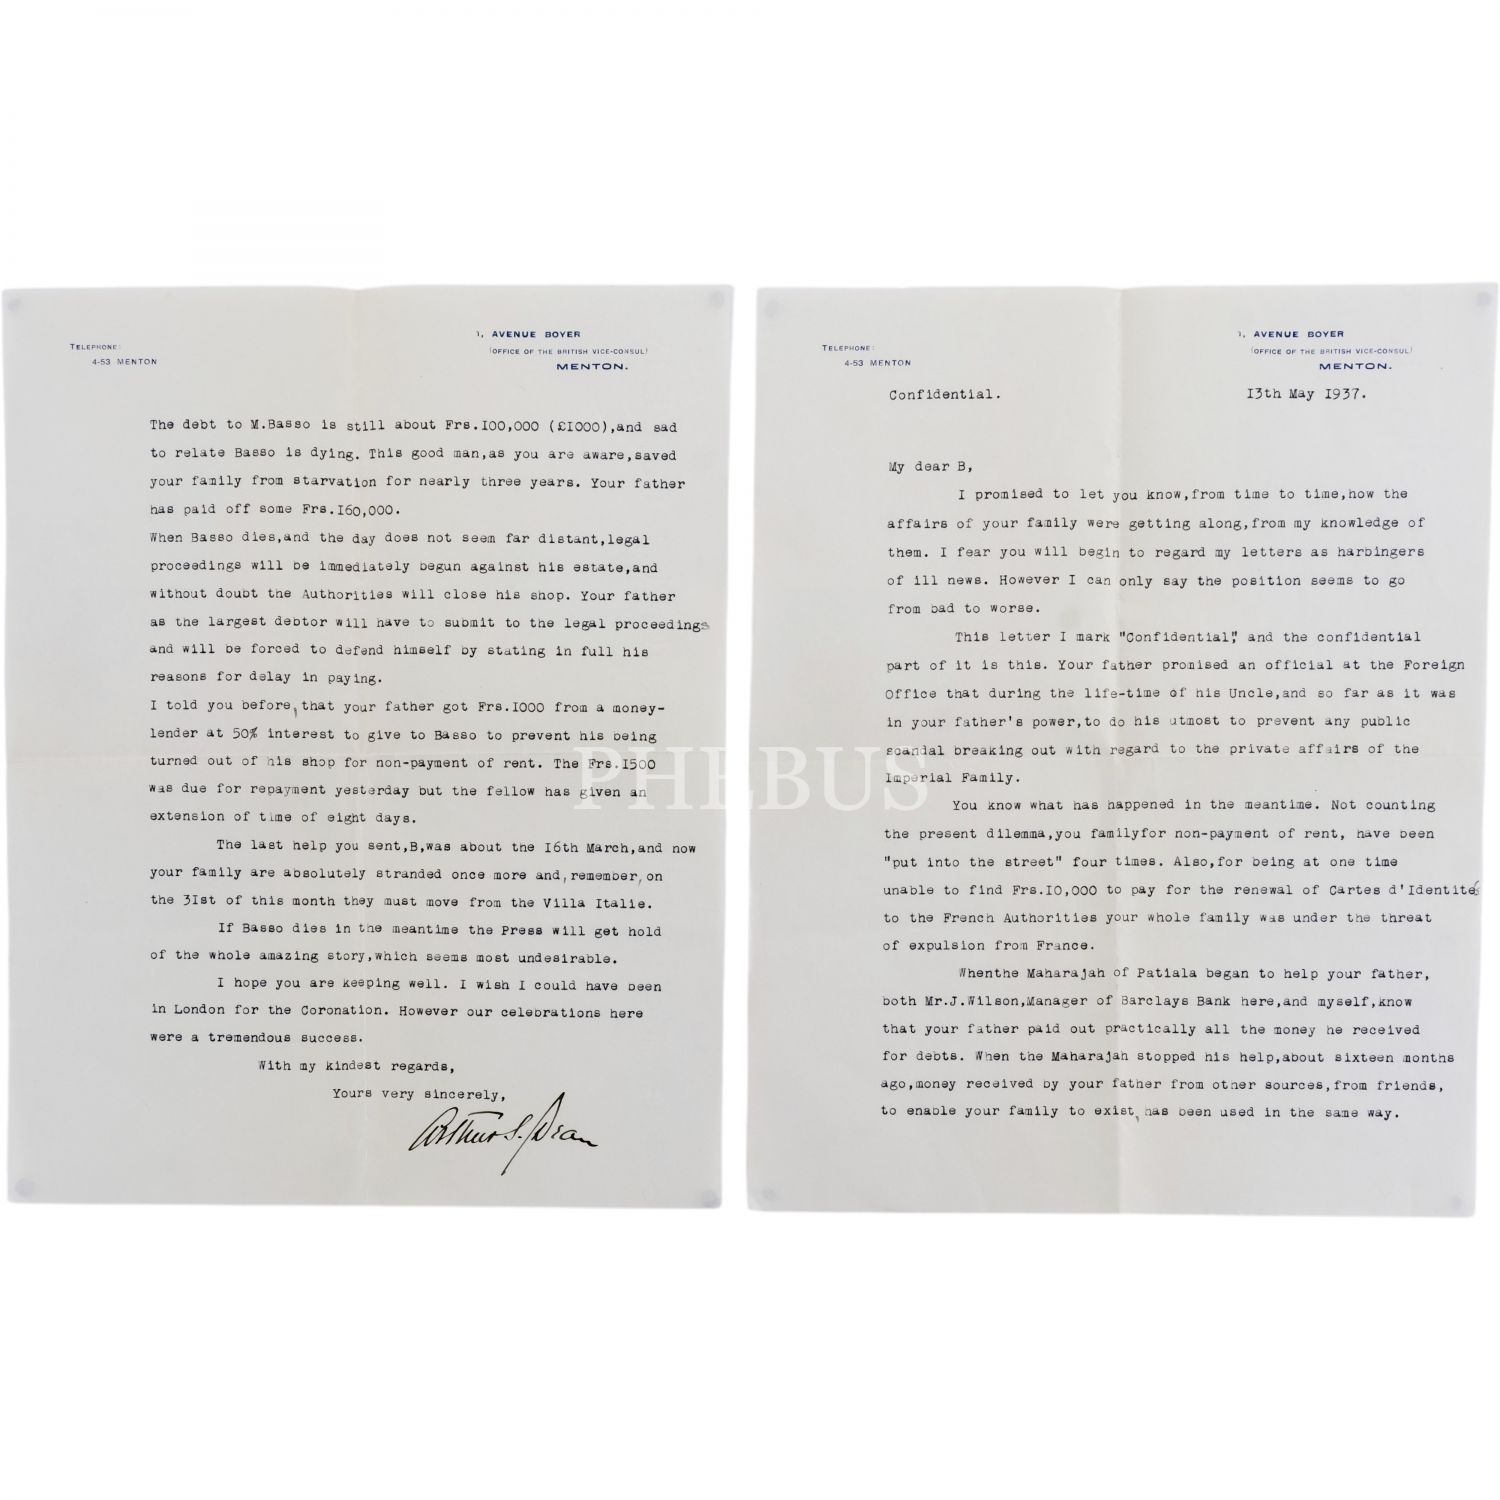 TELEPHONE:
4-53 MENTON
AVENUE BOYER
(OFFICE OF THE BRITISH VICE-CONSUL)
MENTON.
Confidential.
13th May 1937.
My dear B,
I promised to let you know,from time to time,how the
affairs of your family were getting along,from my knowledge of
them. I fear you will begin to regard my letters as harbingers
of ill news. However I can only say the position seems to go
from bad to worse.
This letter I mark "Confidential", and the confidential
part of it is this. Your father promised an official at the Foreign
Office that during the life-time of his Uncle,and so far as it was
in your father's power,to do his utmost to prevent any public
scandal breaking out with regard to the private affairs of the
Imperial Family.
You know what has happened in the meantime. Not counting
the present dilemma,you familyfor non-payment of rent, have been
"put into the street" four times. Also,for being at one time
unable to find Frs.10,000 to pay for the renewal of Cartes d'Identités
to the French Authorities your whole family was under the threat
of expulsion from France.
Whenthe Maharajah of Patiala began to help your father,
both Mr.J.Wilson,Manager of Barclays Bank here,and myself,know
that your father paid out practically all the money he received
for debts. When the Maharajah stopped his help,about sixteen months
ago,money received by your father from other sources,from friends,
to enable your family to exist, has been used in the same way.
TELEPHONE:
4-53 MENTON
AVENUE BOYER
(OFFICE OF THE BRITISH VICE-CONSUL)
MENTON.
The debt to M.Basso is still about Frs.100,000 (£1000),and sad
to relate Basso is dying. This good man,as you are aware,saved
your family from starvation for nearly three years. Your father
has paid off some Frs.160,000.
When Basso dies,and the day does not seem far distant,legal
proceedings will be immediately begun against his estate,and
without doubt the Authorities will close his shop. Your father
as the largest debtor will have to submit to the legal proceedings
and will be forced to defend himself by stating in full his
reasons for delay in paying.
I told you before, that your father got Frs.1000 from a money-
lender at 50% interest to give to Basso to prevent his being
turned out of his shop for non-payment of rent. The Frs.1500
was due for repayment yesterday but the fellow has given an
extension of time of eight days.
The last help you sent,B,was about the 16th March,and now
your family are absolutely stranded once more and, remember, on
the 31st of this month they must move from the Villa Italie.
If Basso dies in the meantime the Press will get hold
of the whole amazing story,which seems most undesirable.
I hope you are keeping well. I wish I could have been
in London for the Coronation. However our celebrations here
were a tremendous success.
With my kindest regards,
Yours very sincerely,
Arthur S. Dean
PHEBUS